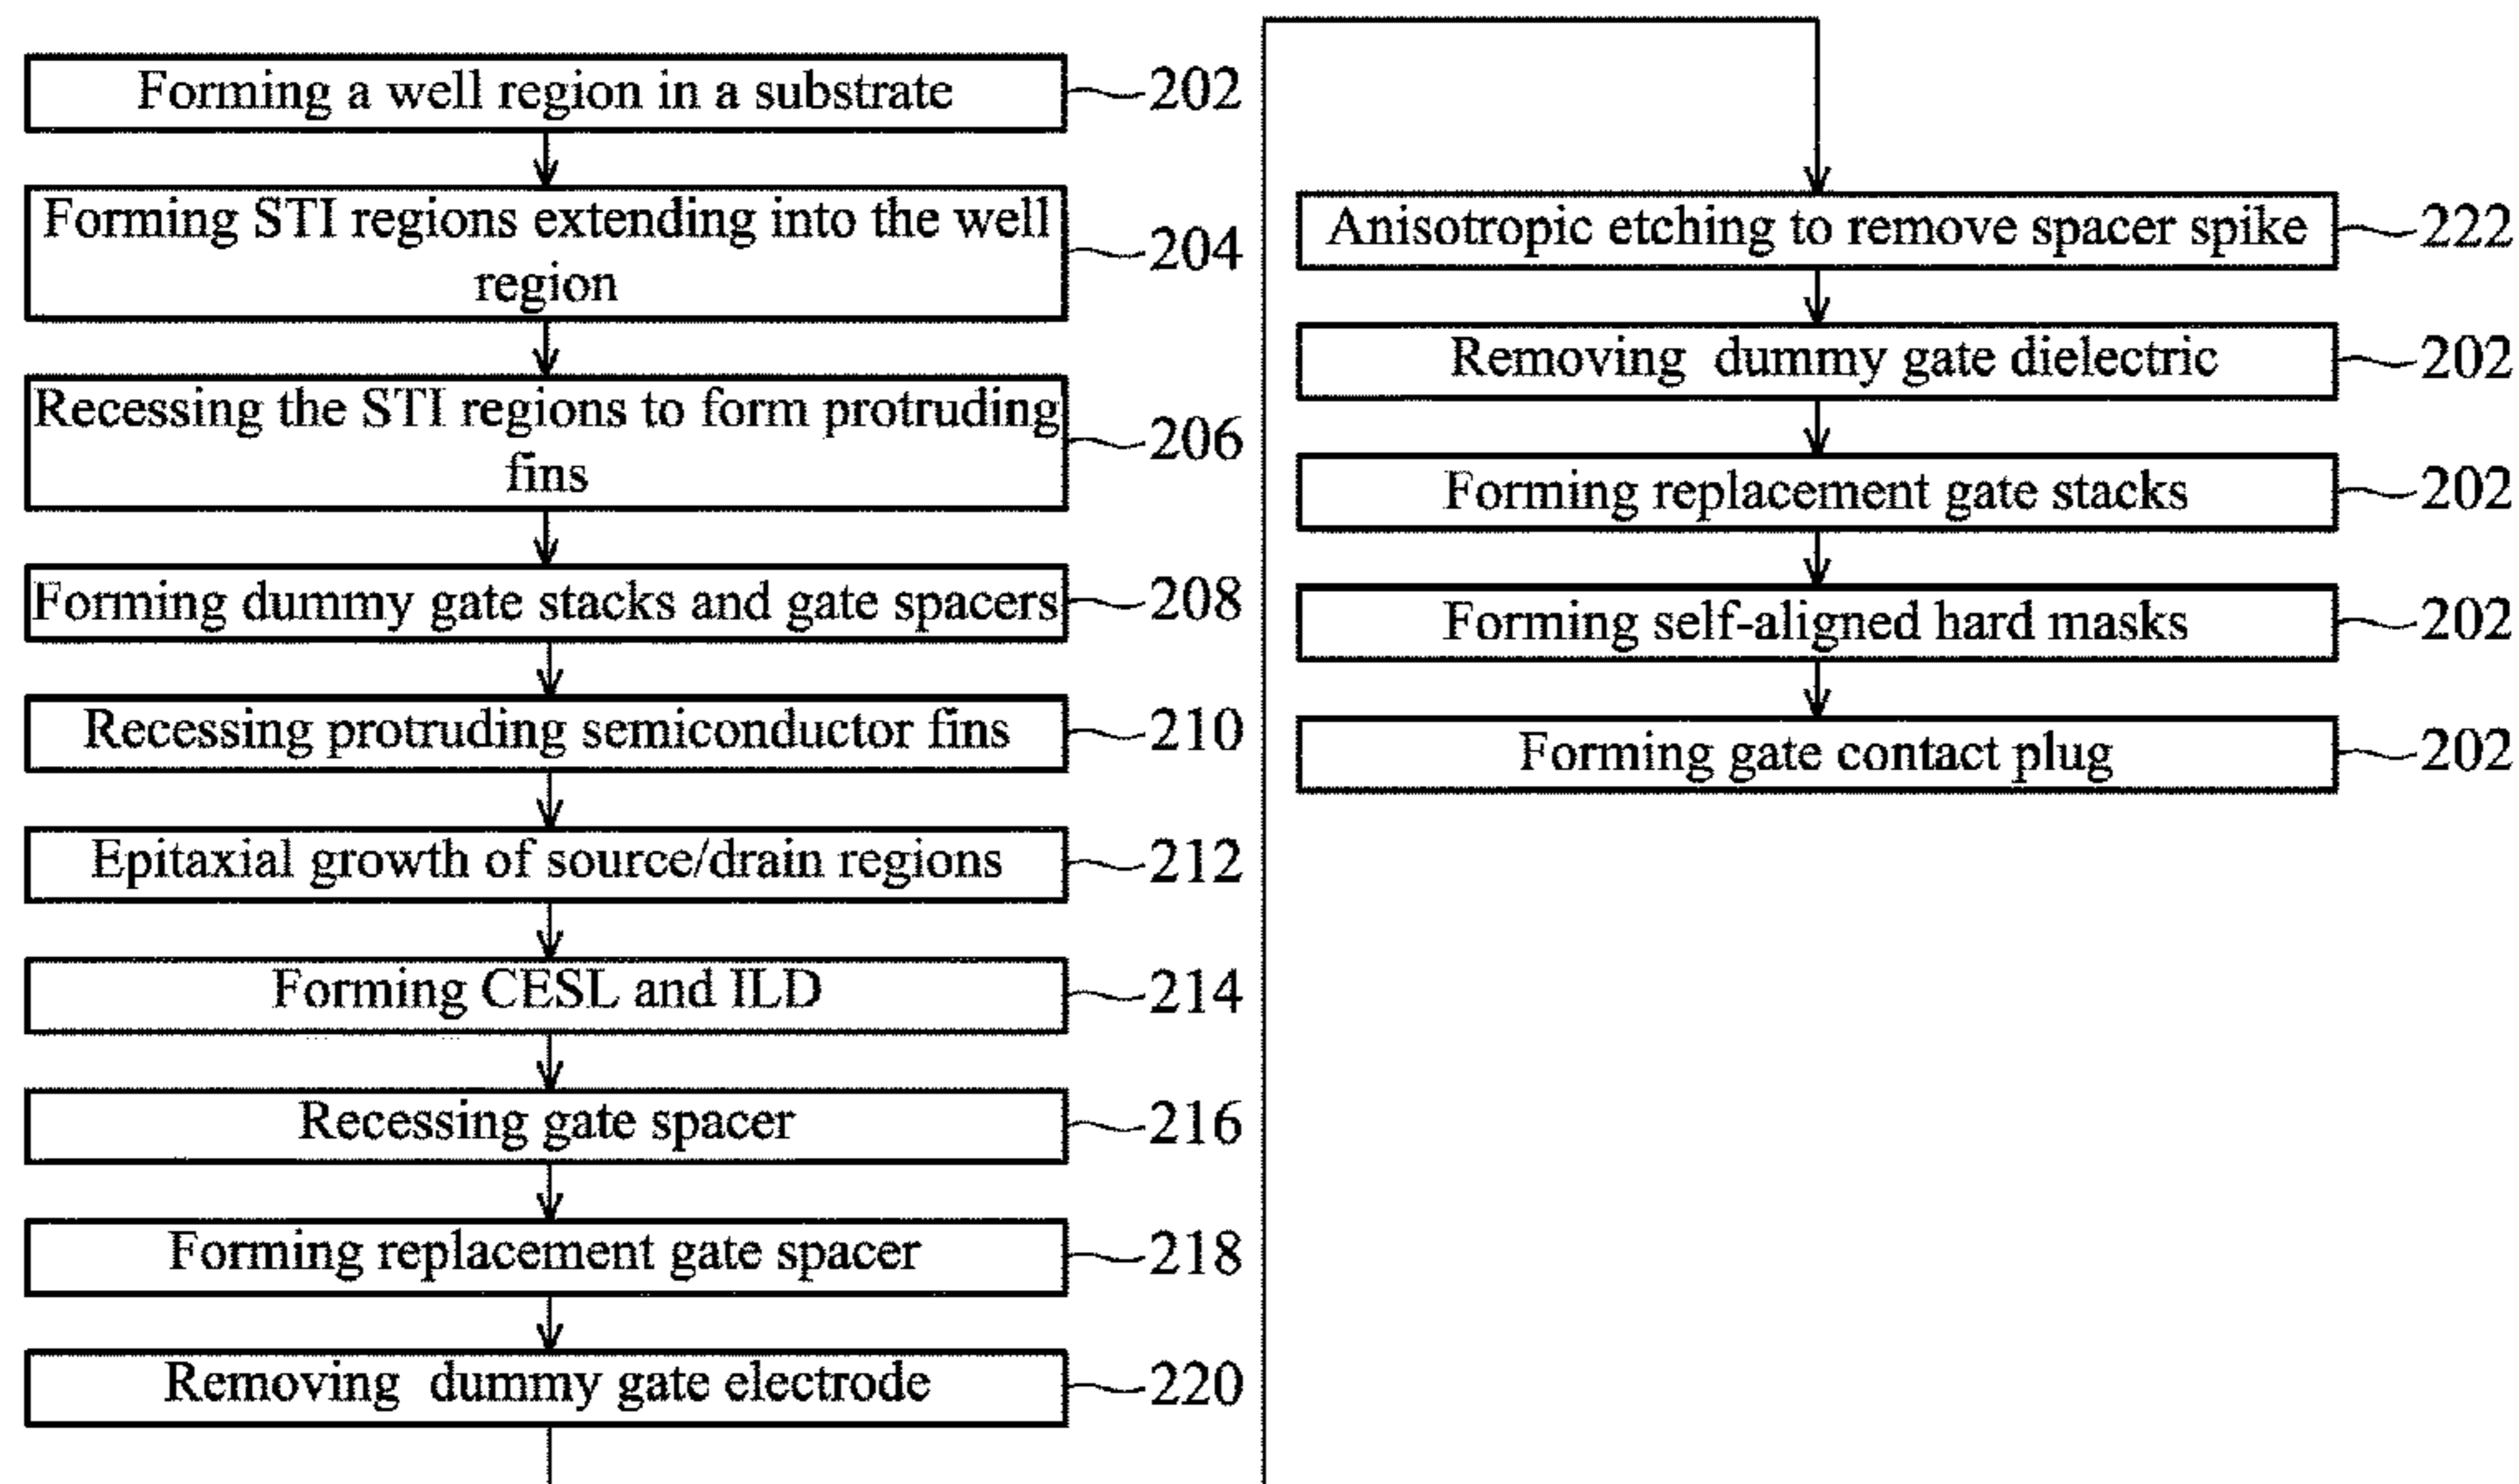 Forming a well region in a substrate
202
Forming STI regions extending into the well
region
204
Recessing the STI regions to form protruding
fins
206
Forming dummy gate stacks and gate spacers
208
Recessing protruding semiconductor fins
210
Epitaxial growth of source/drain regions
212
Forming CESL and ILD
214
Recessing gate spacer
216
Forming replacement gate spacer
218
Removing dummy gate electrode
220
Anisotropic etching to remove spacer spike
222
Removing dummy gate dielectric
202
Forming replacement gate stacks
202
Forming self-aligned hard masks
202
Forming gate contact plug
202